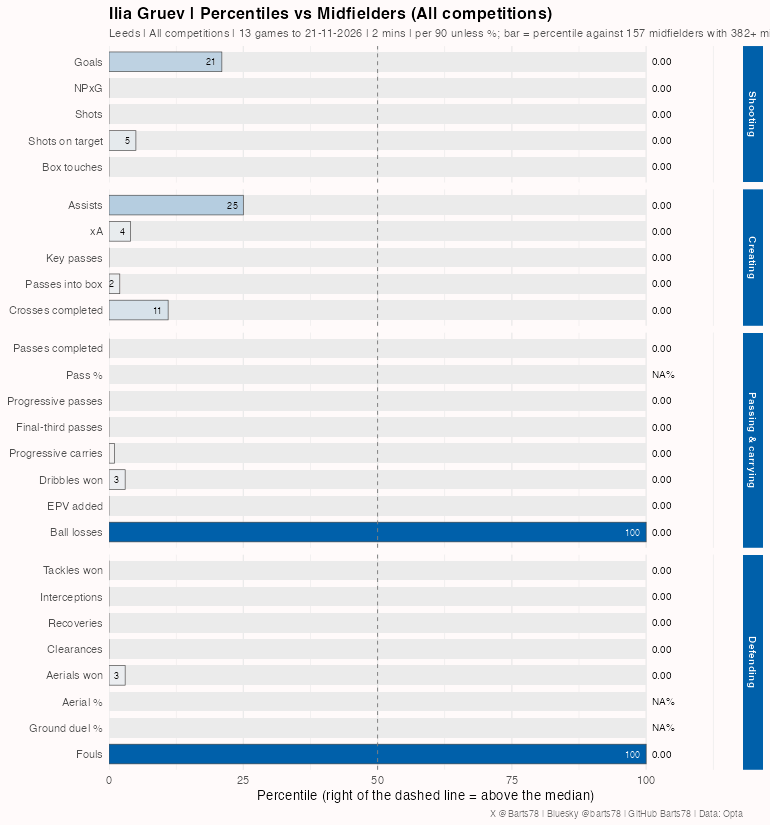 Ilia Gruev | Percentiles vs Midfielders (All competitions)
Leeds | All competitions | 13 games to 21-11-2026 | 2 mins | per 90 unless %; bar = percentile against 157 midfielders with 382+ m
Goals 21 0.00
NPxG 0.00
Shots 0.00
Shots on target 5 0.00
Box touches 0.00
Shooting
Assists 25 0.00
xA 4 0.00
Key passes 0.00
Passes into box 2 0.00
Crosses completed 11 0.00
Creating
Passes completed 0.00
Pass % NA%
Progressive passes 0.00
Final-third passes 0.00
Progressive carries 0.00
Dribbles won 3 0.00
EPV added 0.00
Ball losses 100 0.00
Passing & carrying
Tackles won 0.00
Interceptions 0.00
Recoveries 0.00
Clearances 0.00
Aerials won 3 0.00
Aerial % NA%
Ground duel % NA%
Fouls 100 0.00
Defending
0 25 50 75 100
Percentile (right of the dashed line = above the median)
X @Barts78 | Bluesky @barts78 | GitHub Barts78 | Data: Opta